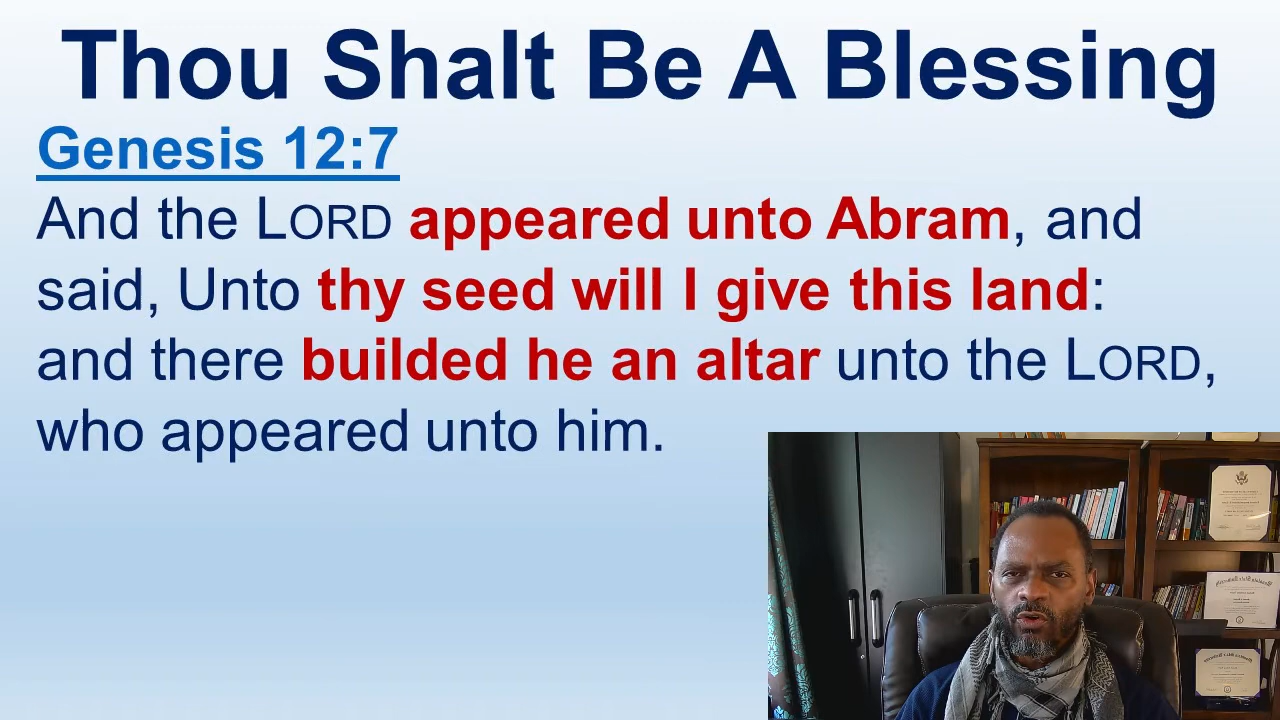 Thou Shalt Be A Blessing
Genesis 12:7
And the LORD appeared unto Abram, and
said, Unto thy seed will I give this land:
and there builded he an altar unto the LORD,
who appeared unto him.